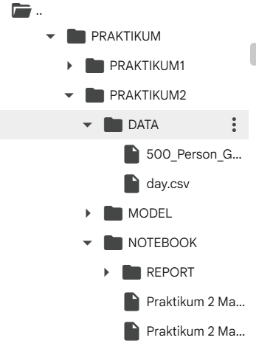 ..
PRAKTIKUM
PRAKTIKUM1
PRAKTIKUM2
DATA
500_Person_G...
day.csv
MODEL
NOTEBOOK
REPORT
Praktikum 2 Ma...
Praktikum 2 Ma...